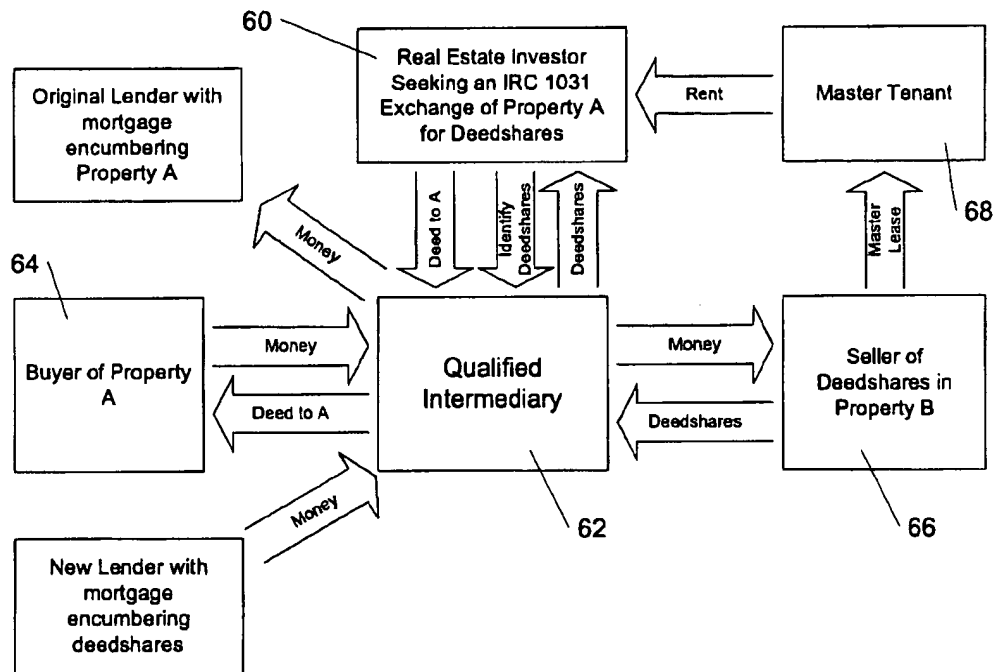 60
Real Estate Investor
Seeking an IRC 1031
Exchange of Property A
for Deedshares
Original Lender with
mortgage
encumbering
Property A
Rent
Master Tenant
68
Deed to A
Identify
Deedshares
Deedshares
Master
Lease
Money
64
Buyer of Property
A
Money
Deed to A
Qualified
Intermediary
Money
Deedshares
Seller of
Deedshares in
Property B
Money
62
66
New Lender with
mortgage
encumbering
deedshares